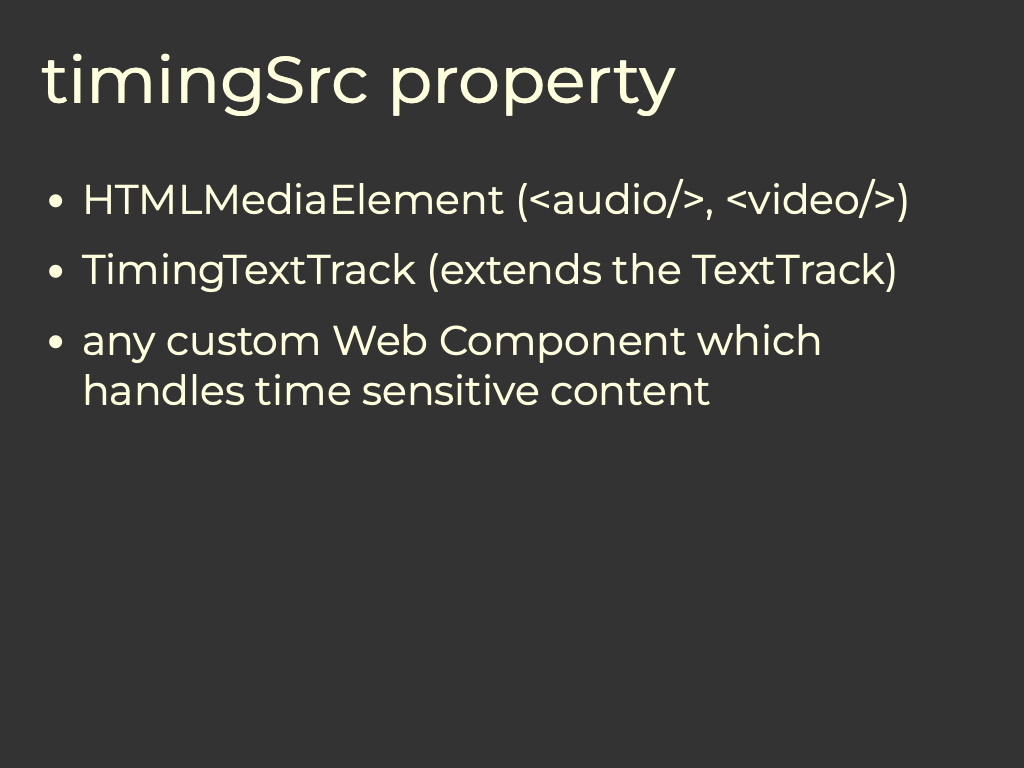 timingSrc property
• HTMLMediaElement (<audio/>, <video/>)
• TimingTextTrack (extends the TextTrack)
• any custom Web Component which
handles time sensitive content